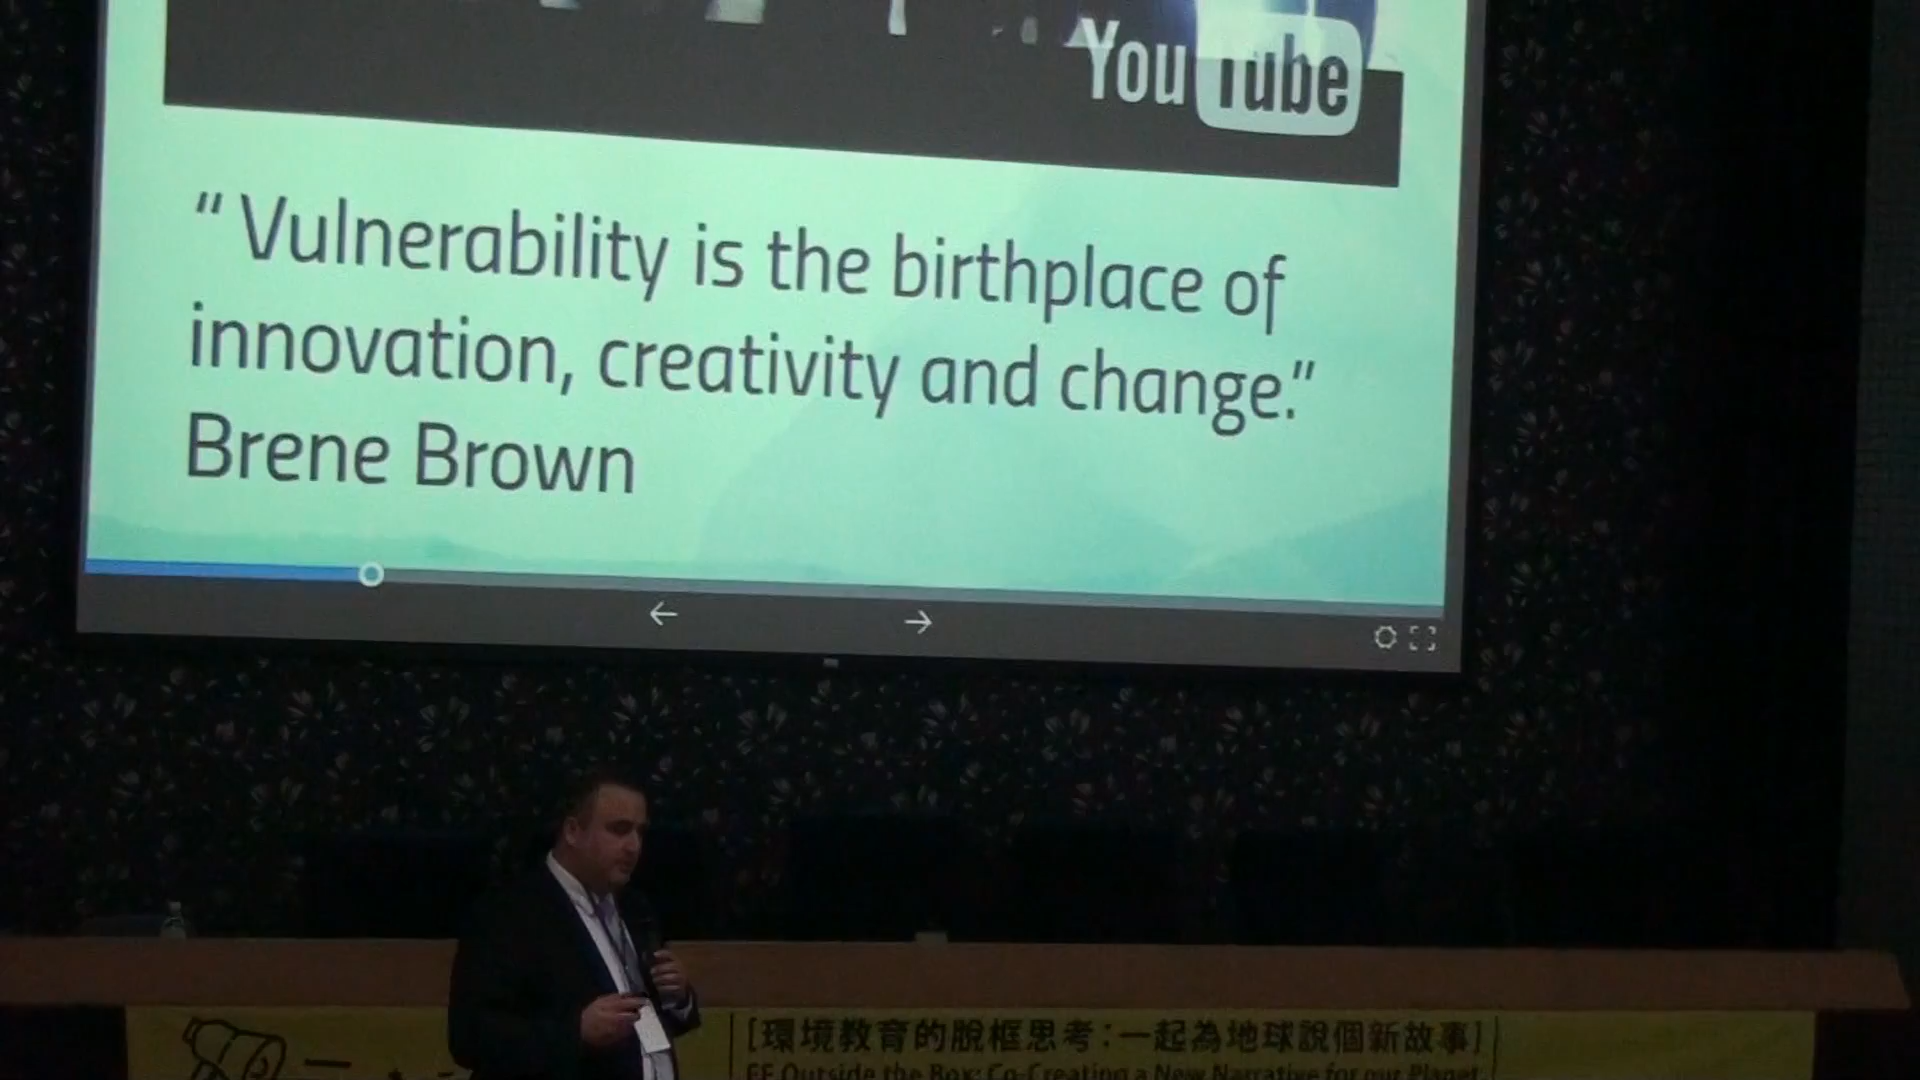 YouTube
“Vulnerability is the birthplace of
innovation, creativity and change.”
Brene Brown
[環境教育的脫框思考：一起為地球說個新故事]
EE Outside the Box: Co-Creating a New Narrative for our Planet